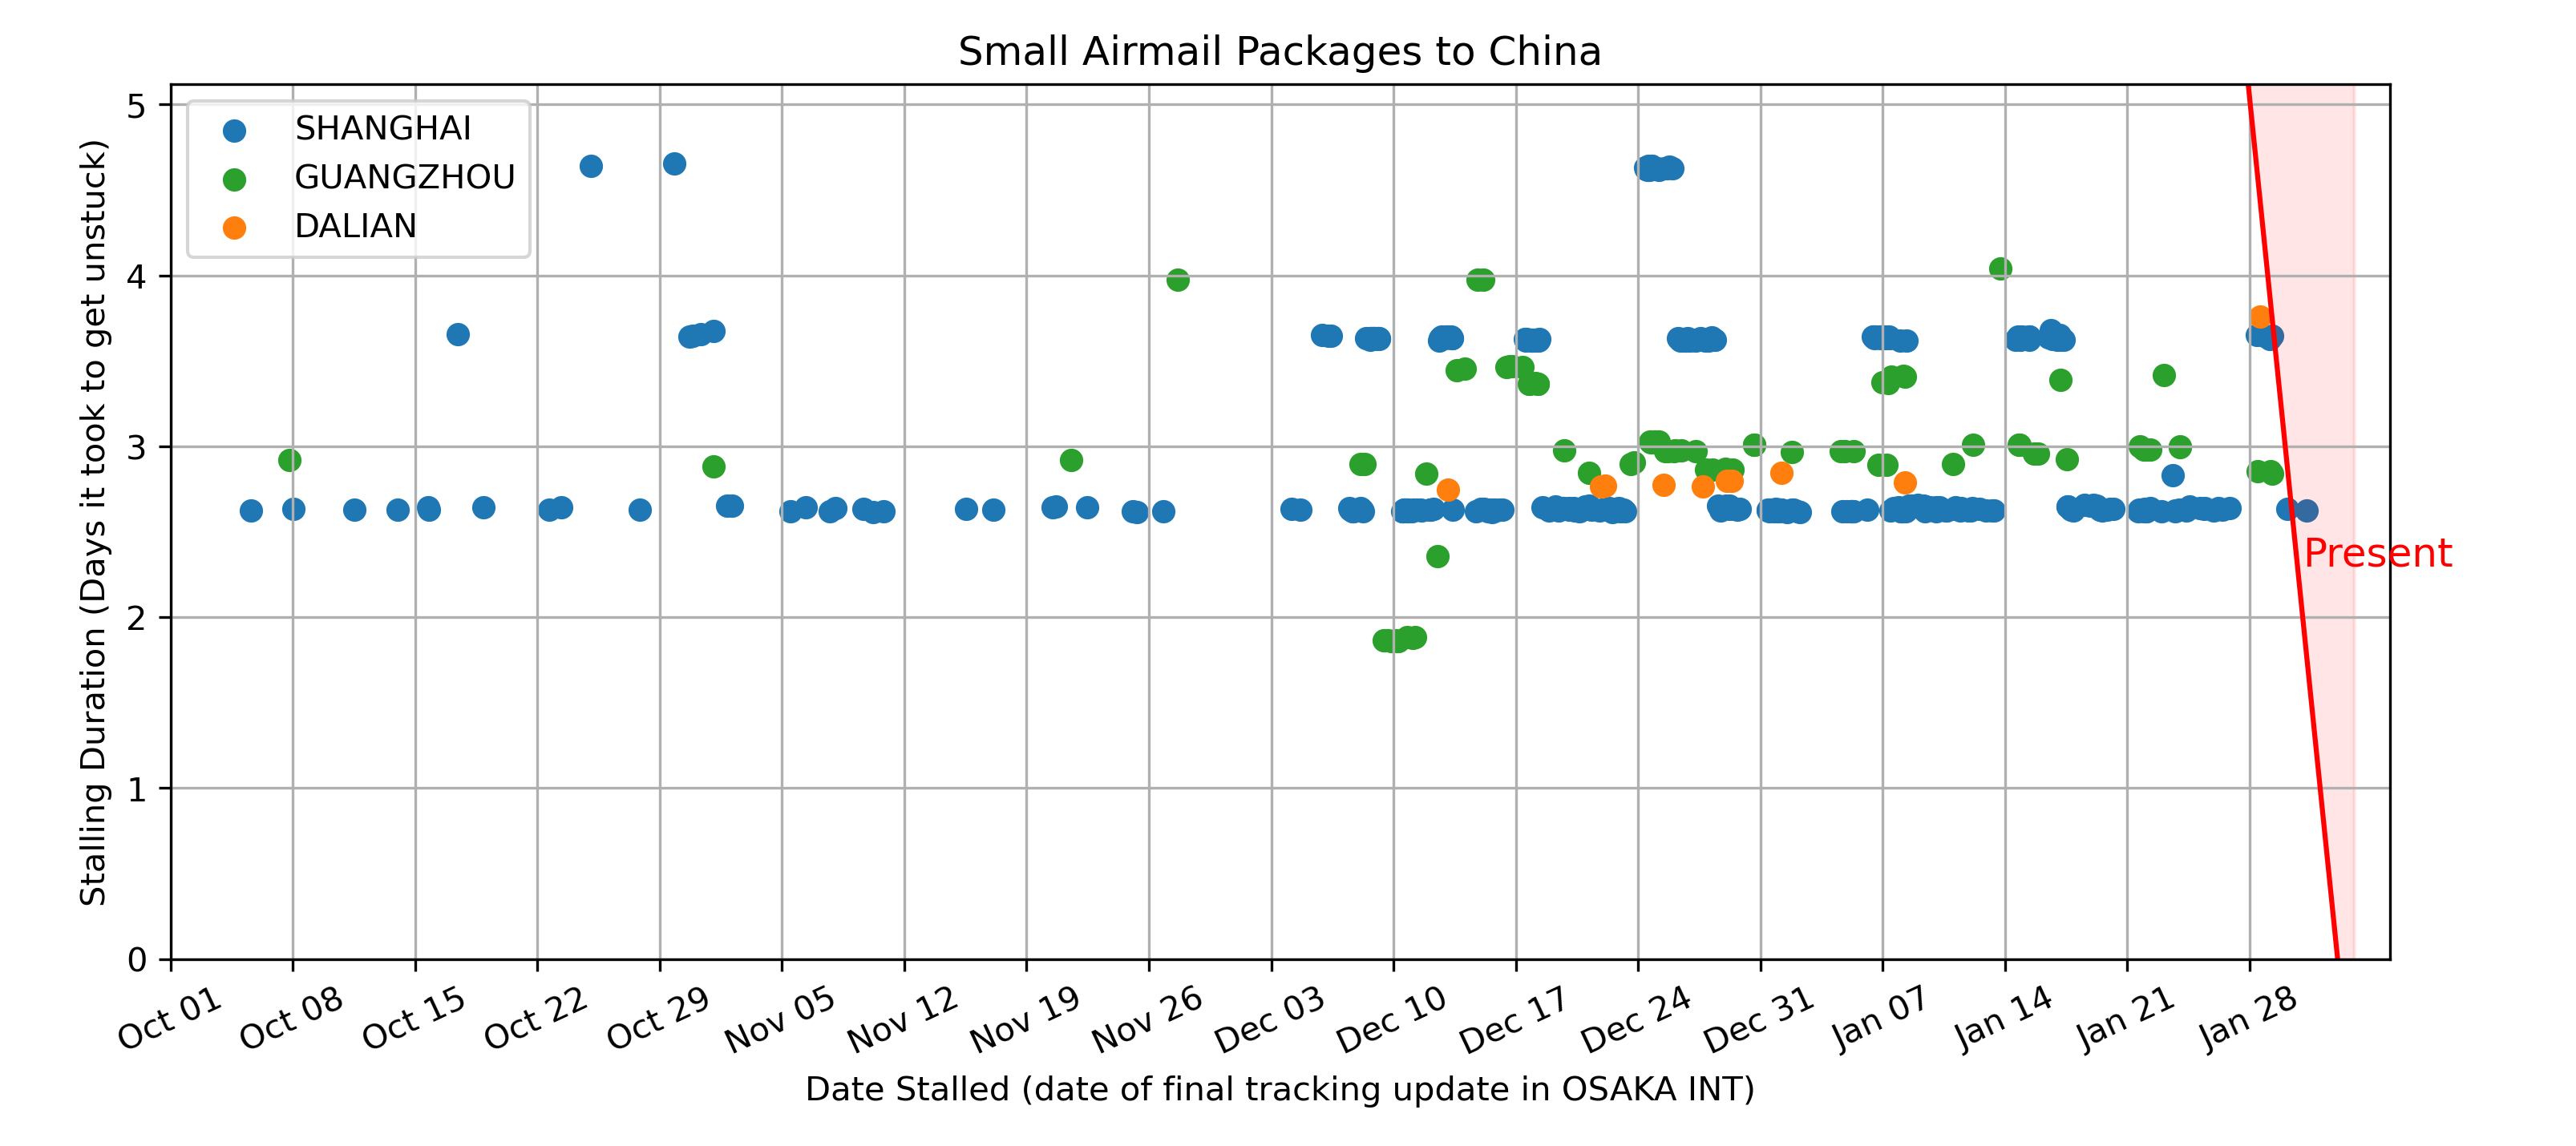 Small Airmail Packages to China
SHANGHAI
GUANGZHOU
DALIAN
Stalling Duration (Days it took to get unstuck)
5
4
3
2
1
0
Present
Oct 01
Oct 08
Oct 15
Oct 22
Oct 29
Nov 05
Nov 12
Nov 19
Nov 26
Dec 03
Dec 10
Dec 17
Dec 24
Dec 31
Jan 07
Jan 14
Jan 21
Jan 28
Date Stalled (date of final tracking update in OSAKA INT)